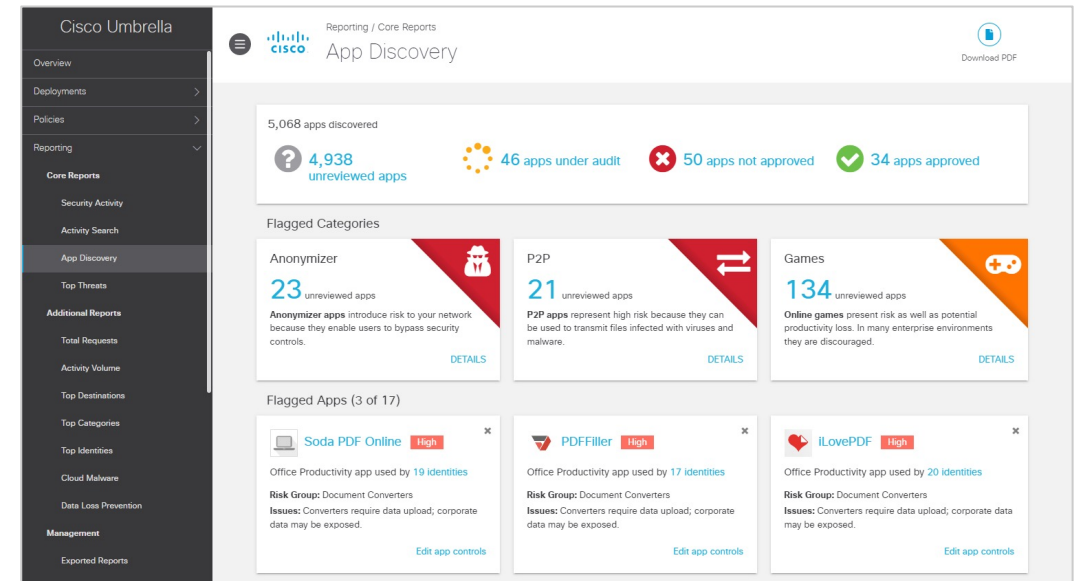 Cisco Umbrella
Overview
Deployments
Policies
Reporting
Core Reports
Security Activity
Activity Search
App Discovery
Top Threats
Additional Reports
Total Requests
Activity Volume
Top Destinations
Top Categories
Top Identities
Cloud Malware
Data Loss Prevention
Management
Exported Reports
CISCO
Reporting / Core Reports
App Discovery
Download PDF
5,068 apps discovered
4,938
unreviewed apps
46 apps under audit
50 apps not approved
34 apps approved
Flagged Categories
Anonymizer
23 unreviewed apps
Anonymizer apps introduce risk to your network
because they enable users to bypass security
controls.
DETAILS
P2P
21 unreviewed apps
P2P apps represent high risk because they can
be used to transmit files infected with viruses and
malware.
DETAILS
Games
134 unreviewed apps
Online games present risk as well as potential
productivity loss. In many enterprise environments
they are discouraged.
DETAILS
Flagged Apps (3 of 17)
Soda PDF Online High
Office Productivity app used by 19 identities
Risk Group: Document Converters
Issues: Converters require data upload; corporate
data may be exposed.
Edit app controls
PDFFiller High
Office Productivity app used by 17 identities
Risk Group: Document Converters
Issues: Converters require data upload; corporate
data may be exposed.
Edit app controls
iLovePDF High
Office Productivity app used by 20 identities
Risk Group: Document Converters
Issues: Converters require data upload; corporate data
may be exposed.
Edit app controls